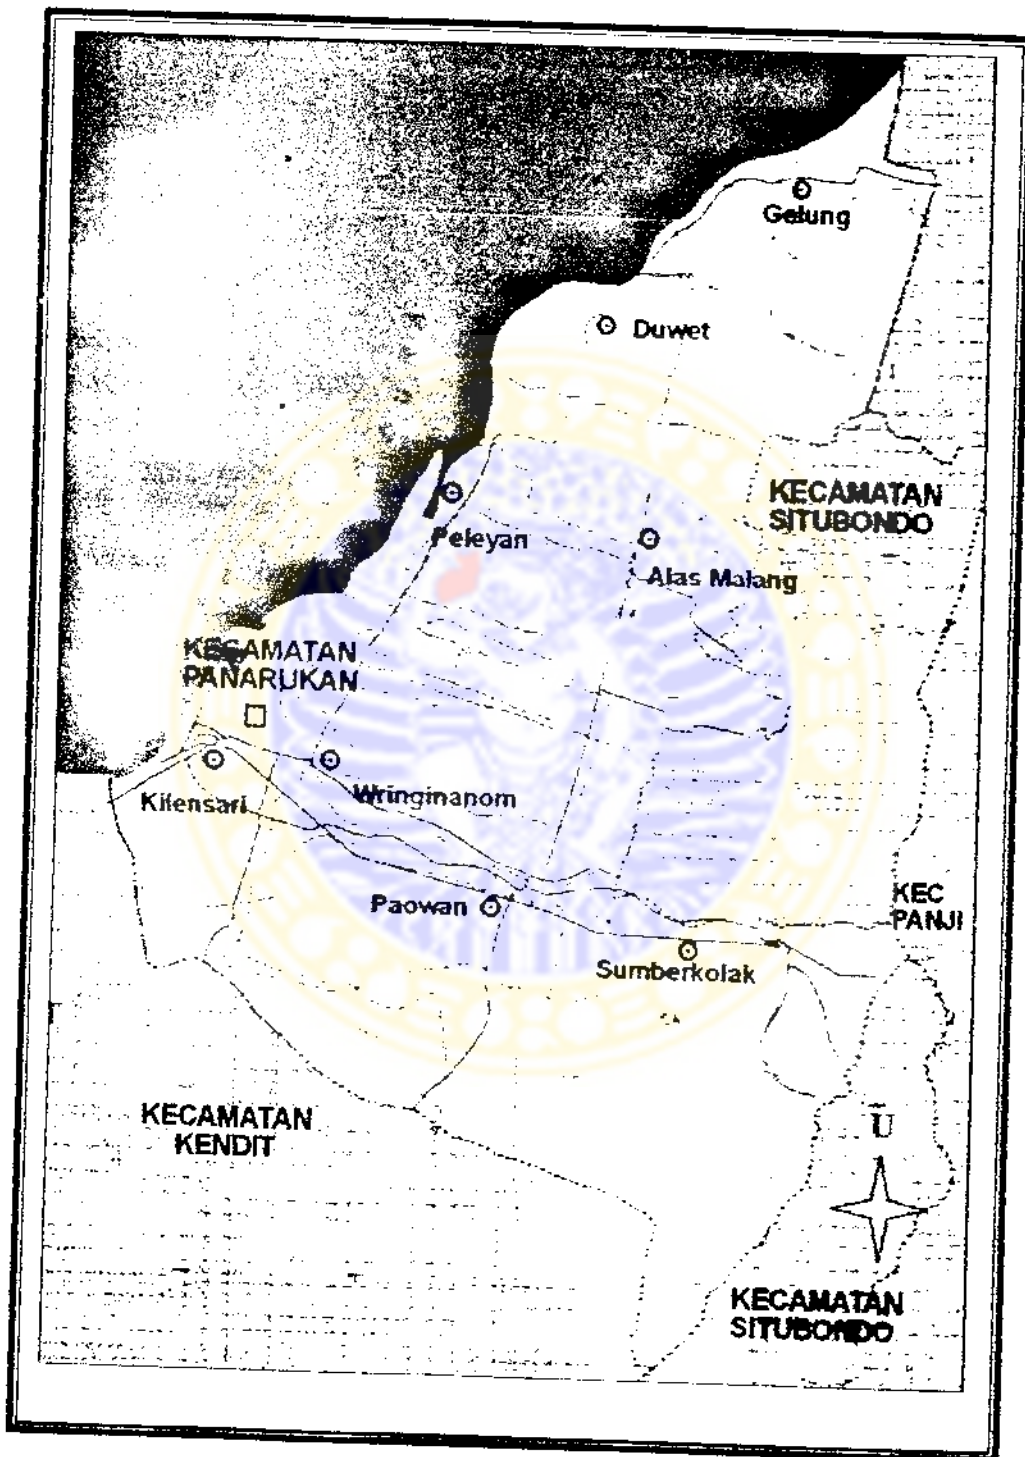 Gelung
Duwet
KECAMATAN
SITUBONDO
Peleyan
Alas Malang
KECAMATAN
PANARUKAN
Wringinanom
Kilensari
Paowan
KEC
PANJI
Sumberkolak
KECAMATAN
KENDIT
U
KECAMATAN
SITUBONDO